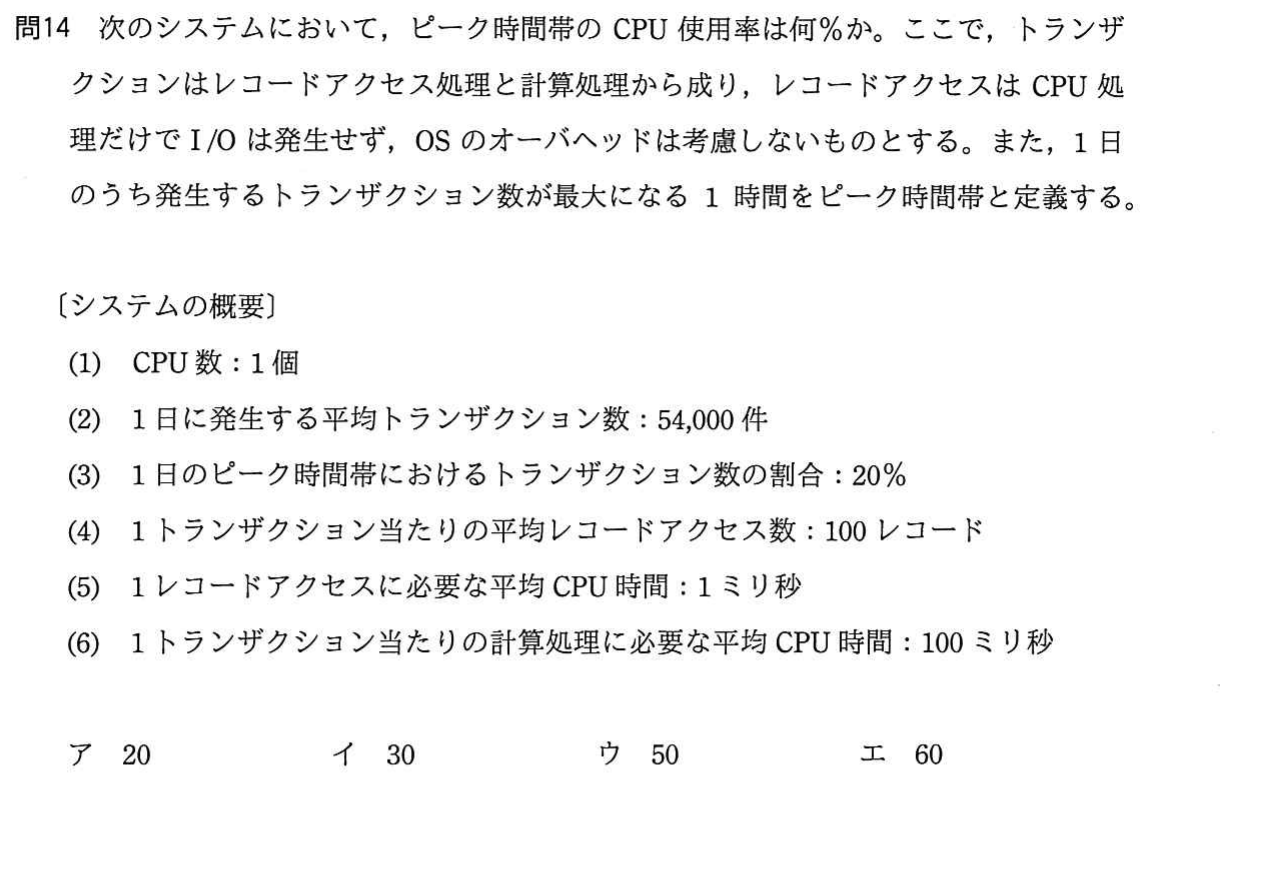 問14　次のシステムにおいて，ピーク時間帯の CPU 使用率は何％か。ここで，トランザ
クションはレコードアクセス処理と計算処理から成り，レコードアクセスは CPU 処
理だけで I/O は発生せず，OS のオーバヘッドは考慮しないものとする。また，1 日
のうち発生するトランザクション数が最大になる 1 時間をピーク時間帯と定義する。
〔システムの概要〕
(1)　CPU 数：1 個
(2)　1 日に発生する平均トランザクション数：54,000 件
(3)　1 日のピーク時間帯におけるトランザクション数の割合：20％
(4)　1 トランザクション当たりの平均レコードアクセス数：100 レコード
(5)　1 レコードアクセスに必要な平均 CPU 時間：1 ミリ秒
(6)　1 トランザクション当たりの計算処理に必要な平均 CPU 時間：100 ミリ秒
ア　20　イ　30　ウ　50　エ　60